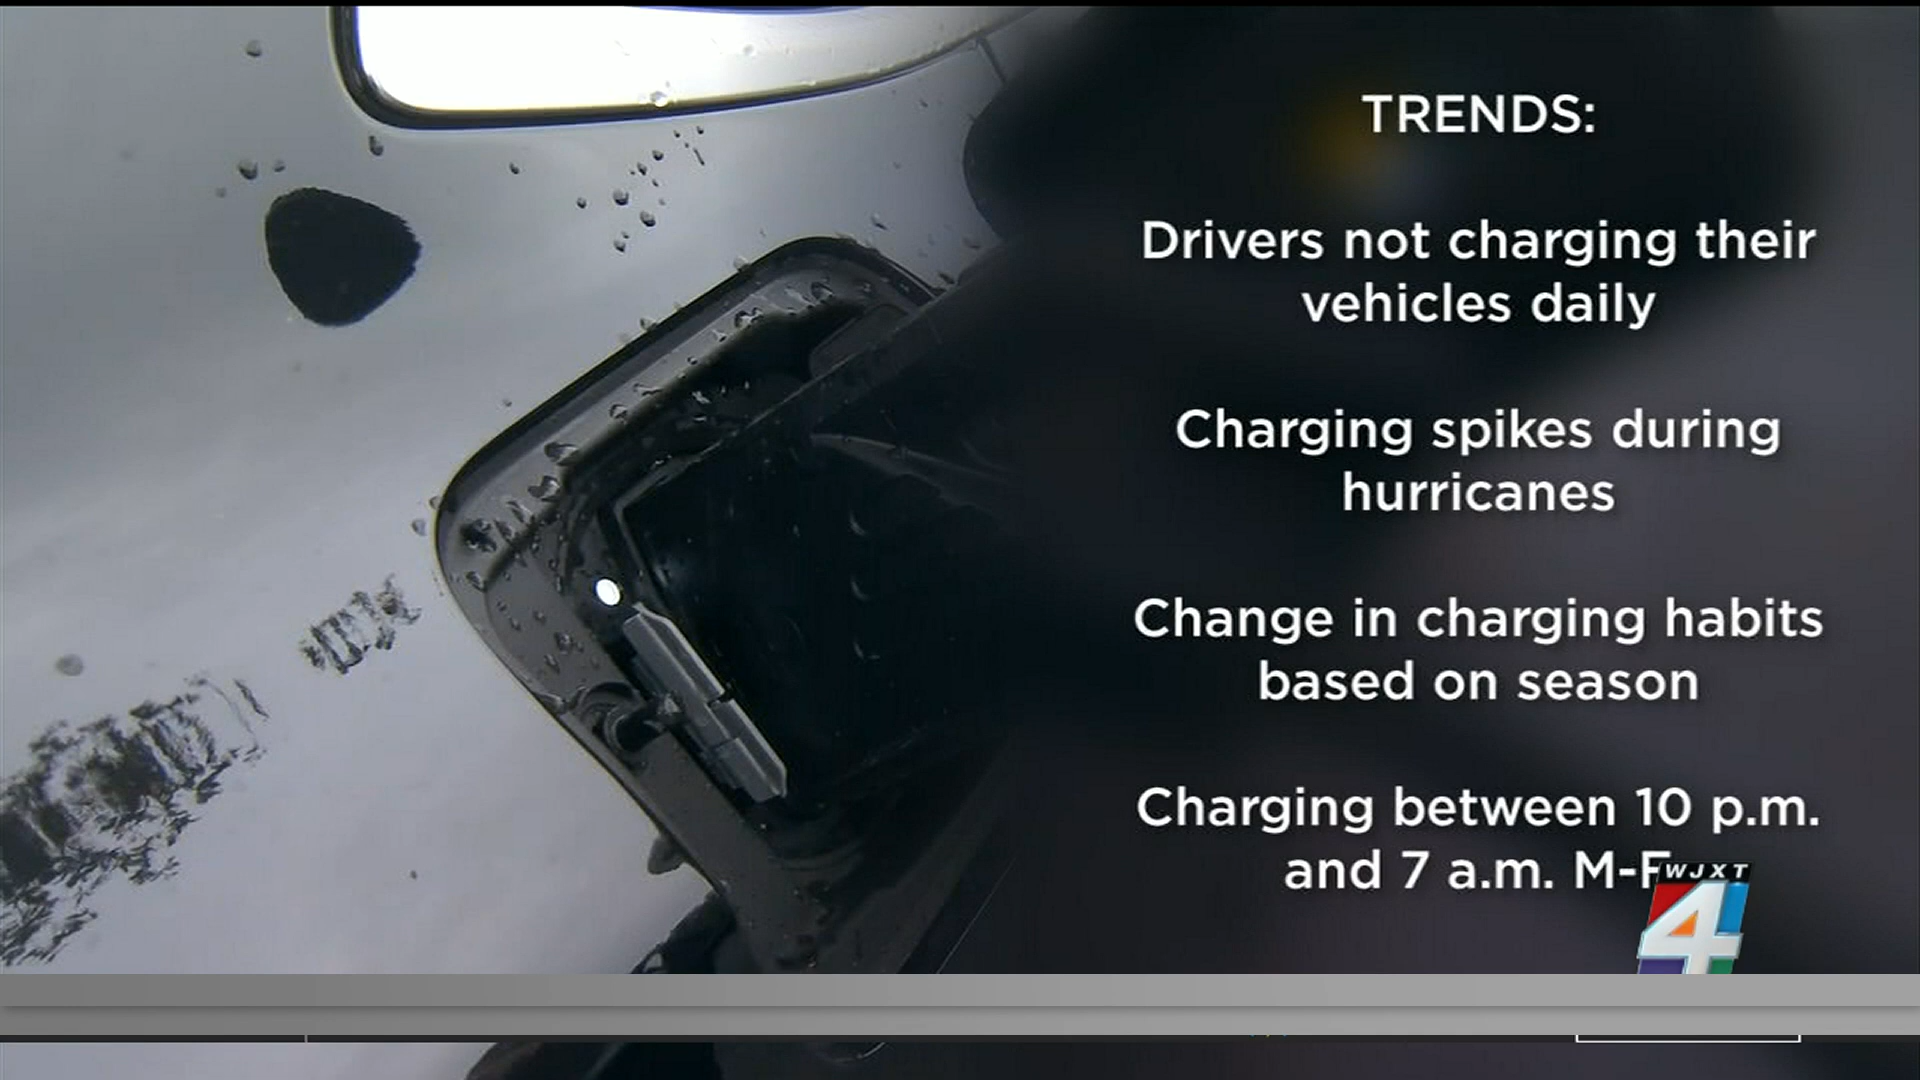 TRENDS:
Drivers not charging their
vehicles daily
Charging spikes during
hurricanes
Change in charging habits
based on season
Charging between 10 p.m.
and 7 a.m. M-F
WJXT
4